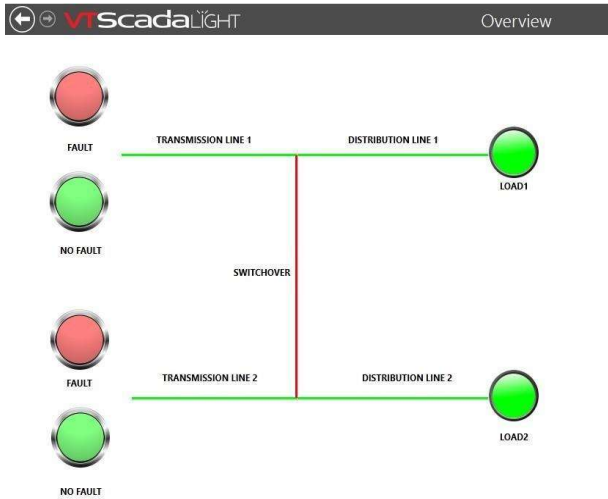 VTScadaLIGHT
Overview
FAULT
TRANSMISSION LINE 1
DISTRIBUTION LINE 1
LOAD1
NO FAULT
SWITCHOVER
FAULT
TRANSMISSION LINE 2
DISTRIBUTION LINE 2
LOAD2
NO FAULT